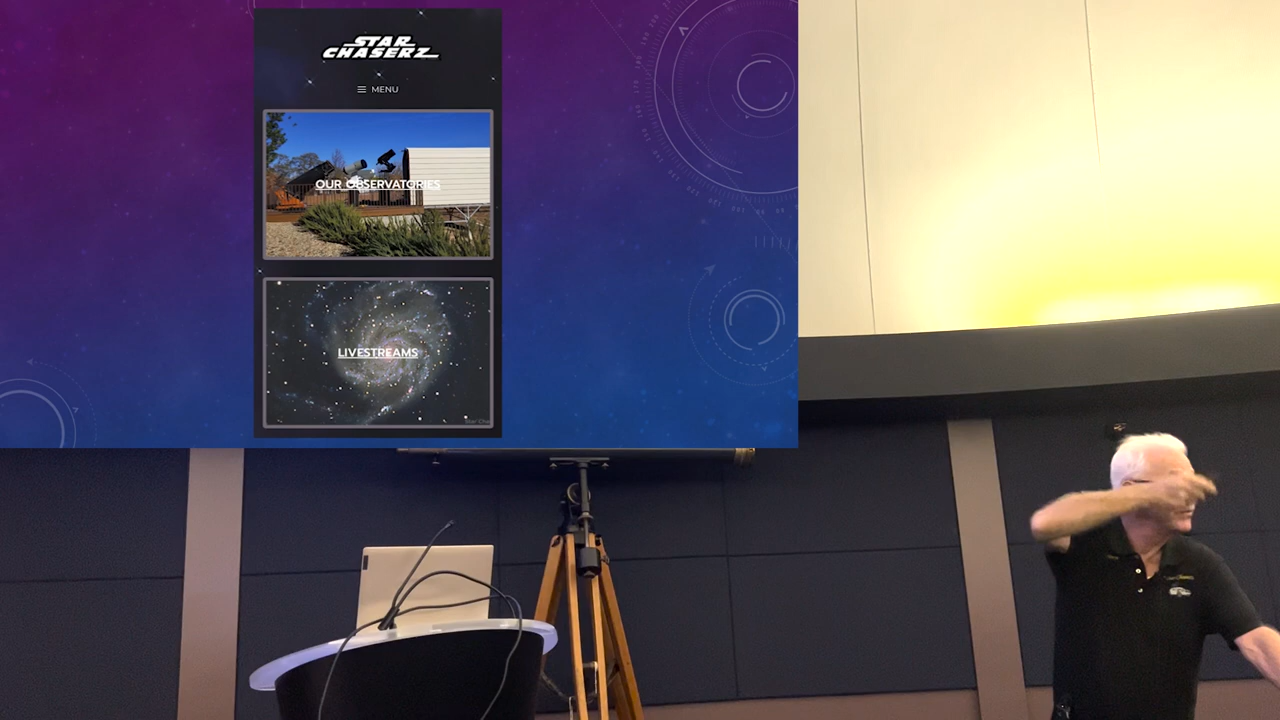 STAR
CHASERZ
MENU
OUR OBSERVATORIES
LIVESTREAMS